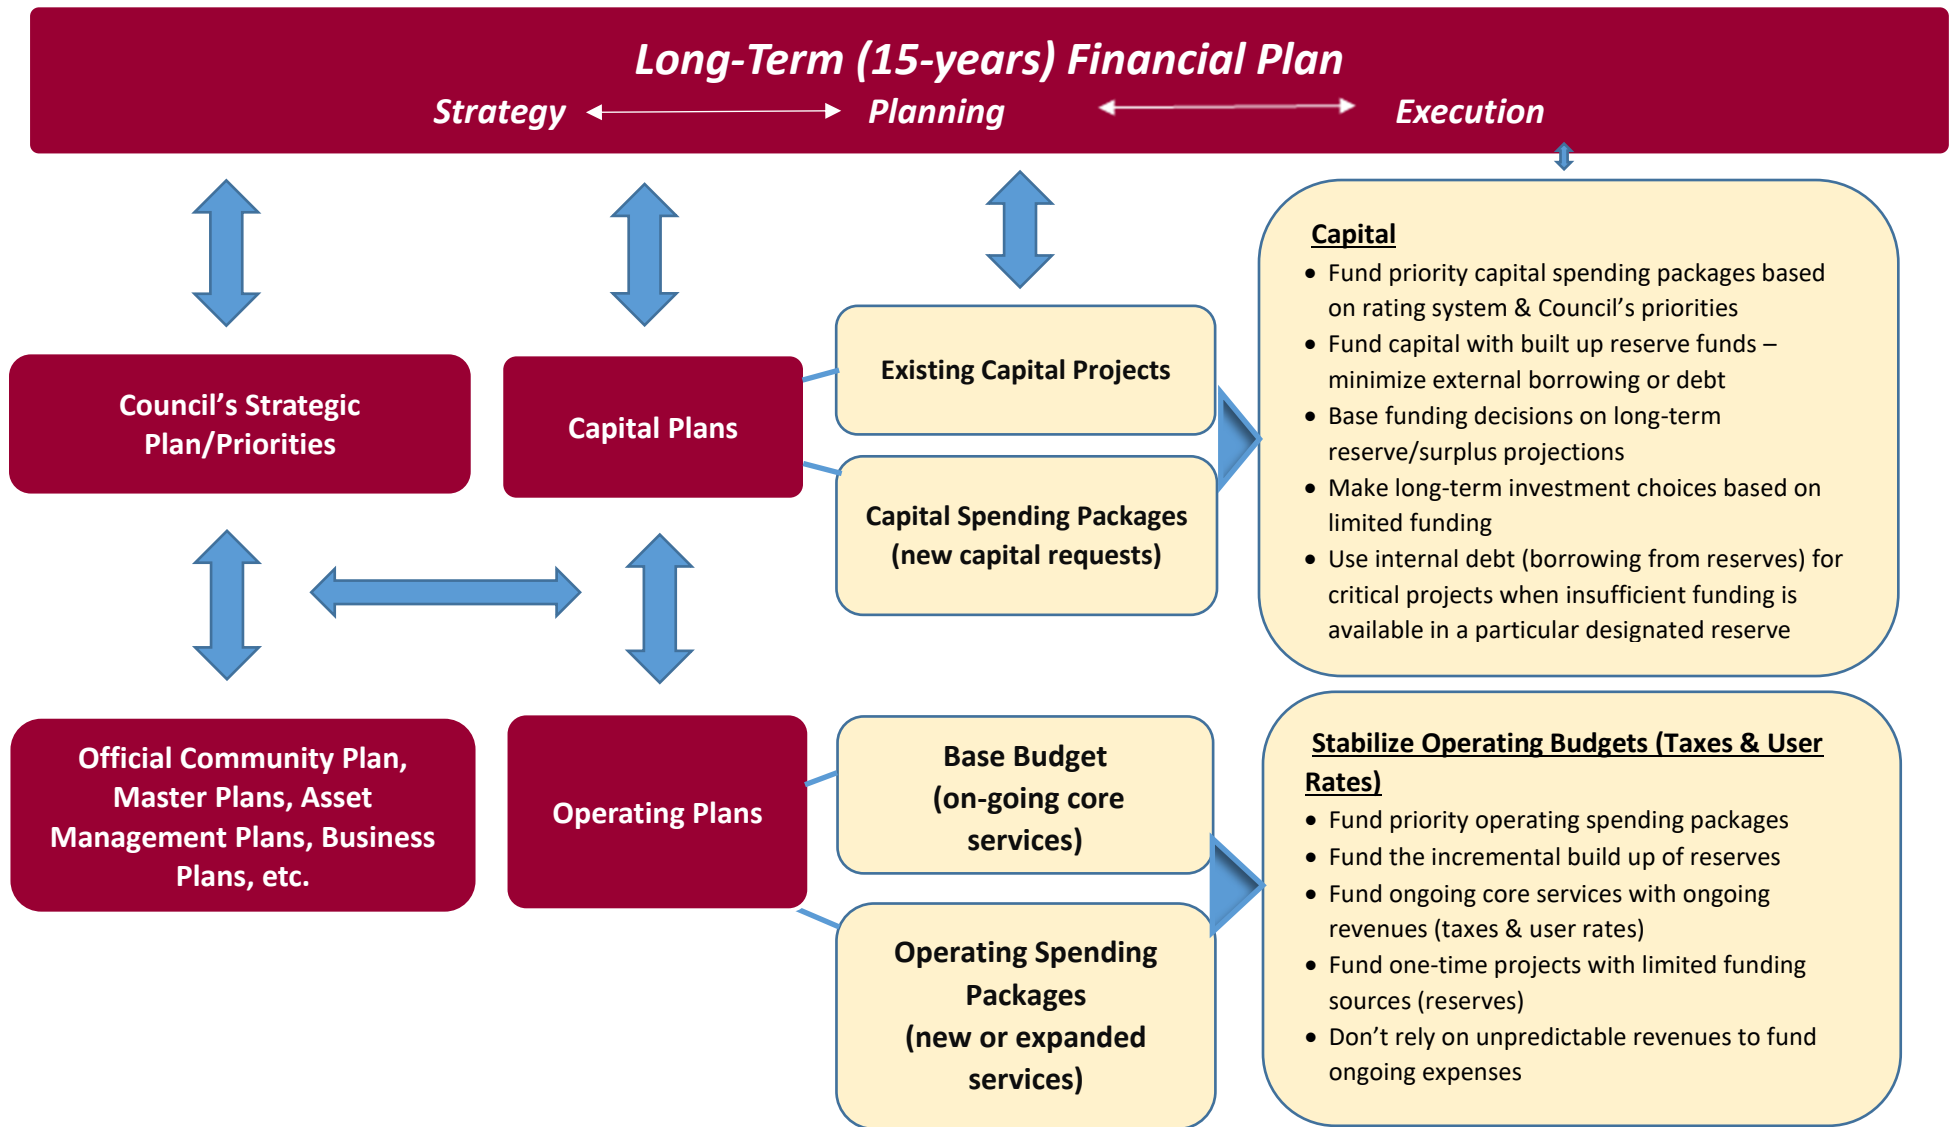 Long-Term (15-years) Financial Plan
Strategy Planning Execution
Council’s Strategic
Plan/Priorities
Capital Plans
Existing Capital Projects
Capital Spending Packages
(new capital requests)
Capital
• Fund priority capital spending packages based
on rating system & Council’s priorities
• Fund capital with built up reserve funds –
minimize external borrowing or debt
• Base funding decisions on long-term
reserve/surplus projections
• Make long-term investment choices based on
limited funding
• Use internal debt (borrowing from reserves) for
critical projects when insufficient funding is
available in a particular designated reserve
Official Community Plan,
Master Plans, Asset
Management Plans, Business
Plans, etc.
Operating Plans
Base Budget
(on-going core
services)
Operating Spending
Packages
(new or expanded
services)
Stabilize Operating Budgets (Taxes & User
Rates)
• Fund priority operating spending packages
• Fund the incremental build up of reserves
• Fund ongoing core services with ongoing
revenues (taxes & user rates)
• Fund one-time projects with limited funding
sources (reserves)
• Don’t rely on unpredictable revenues to fund
ongoing expenses